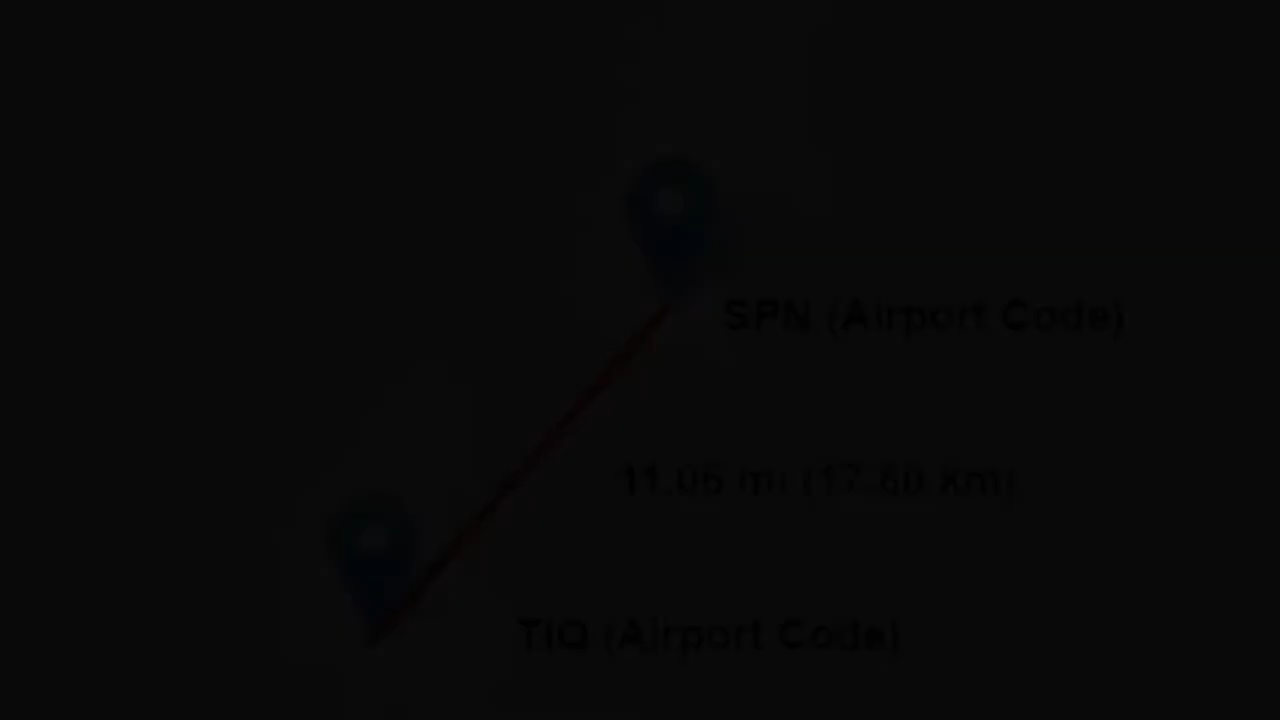 SPN (Airport Code)
11.06 mi (17.80 km)
TIQ (Airport Code)